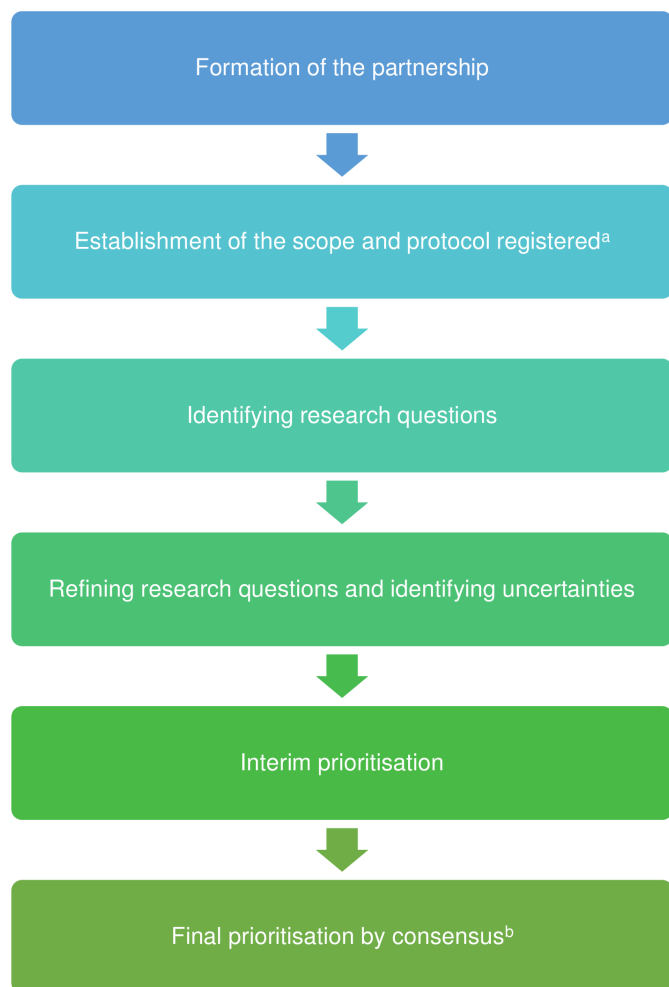 Formation of the partnership
Establishment of the scope and protocol registeredᵃ
Identifying research questions
Refining research questions and identifying uncertainties
Interim prioritisation
Final prioritisation by consensusᵇ